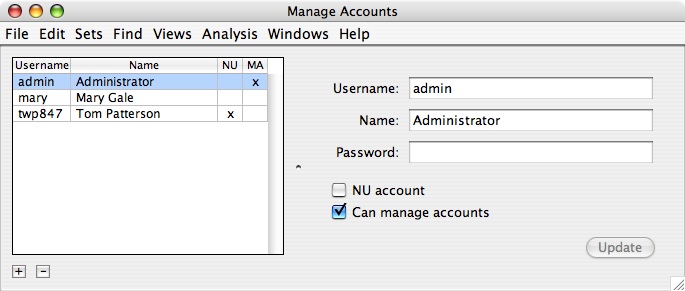 Manage Accounts
File Edit Sets Find Views Analysis Windows Help
Username Name NU MA
admin Administrator x
mary Mary Gale
twp847 Tom Patterson x
Username: admin
Name: Administrator
Password:
NU account
Can manage accounts
Update
+ -